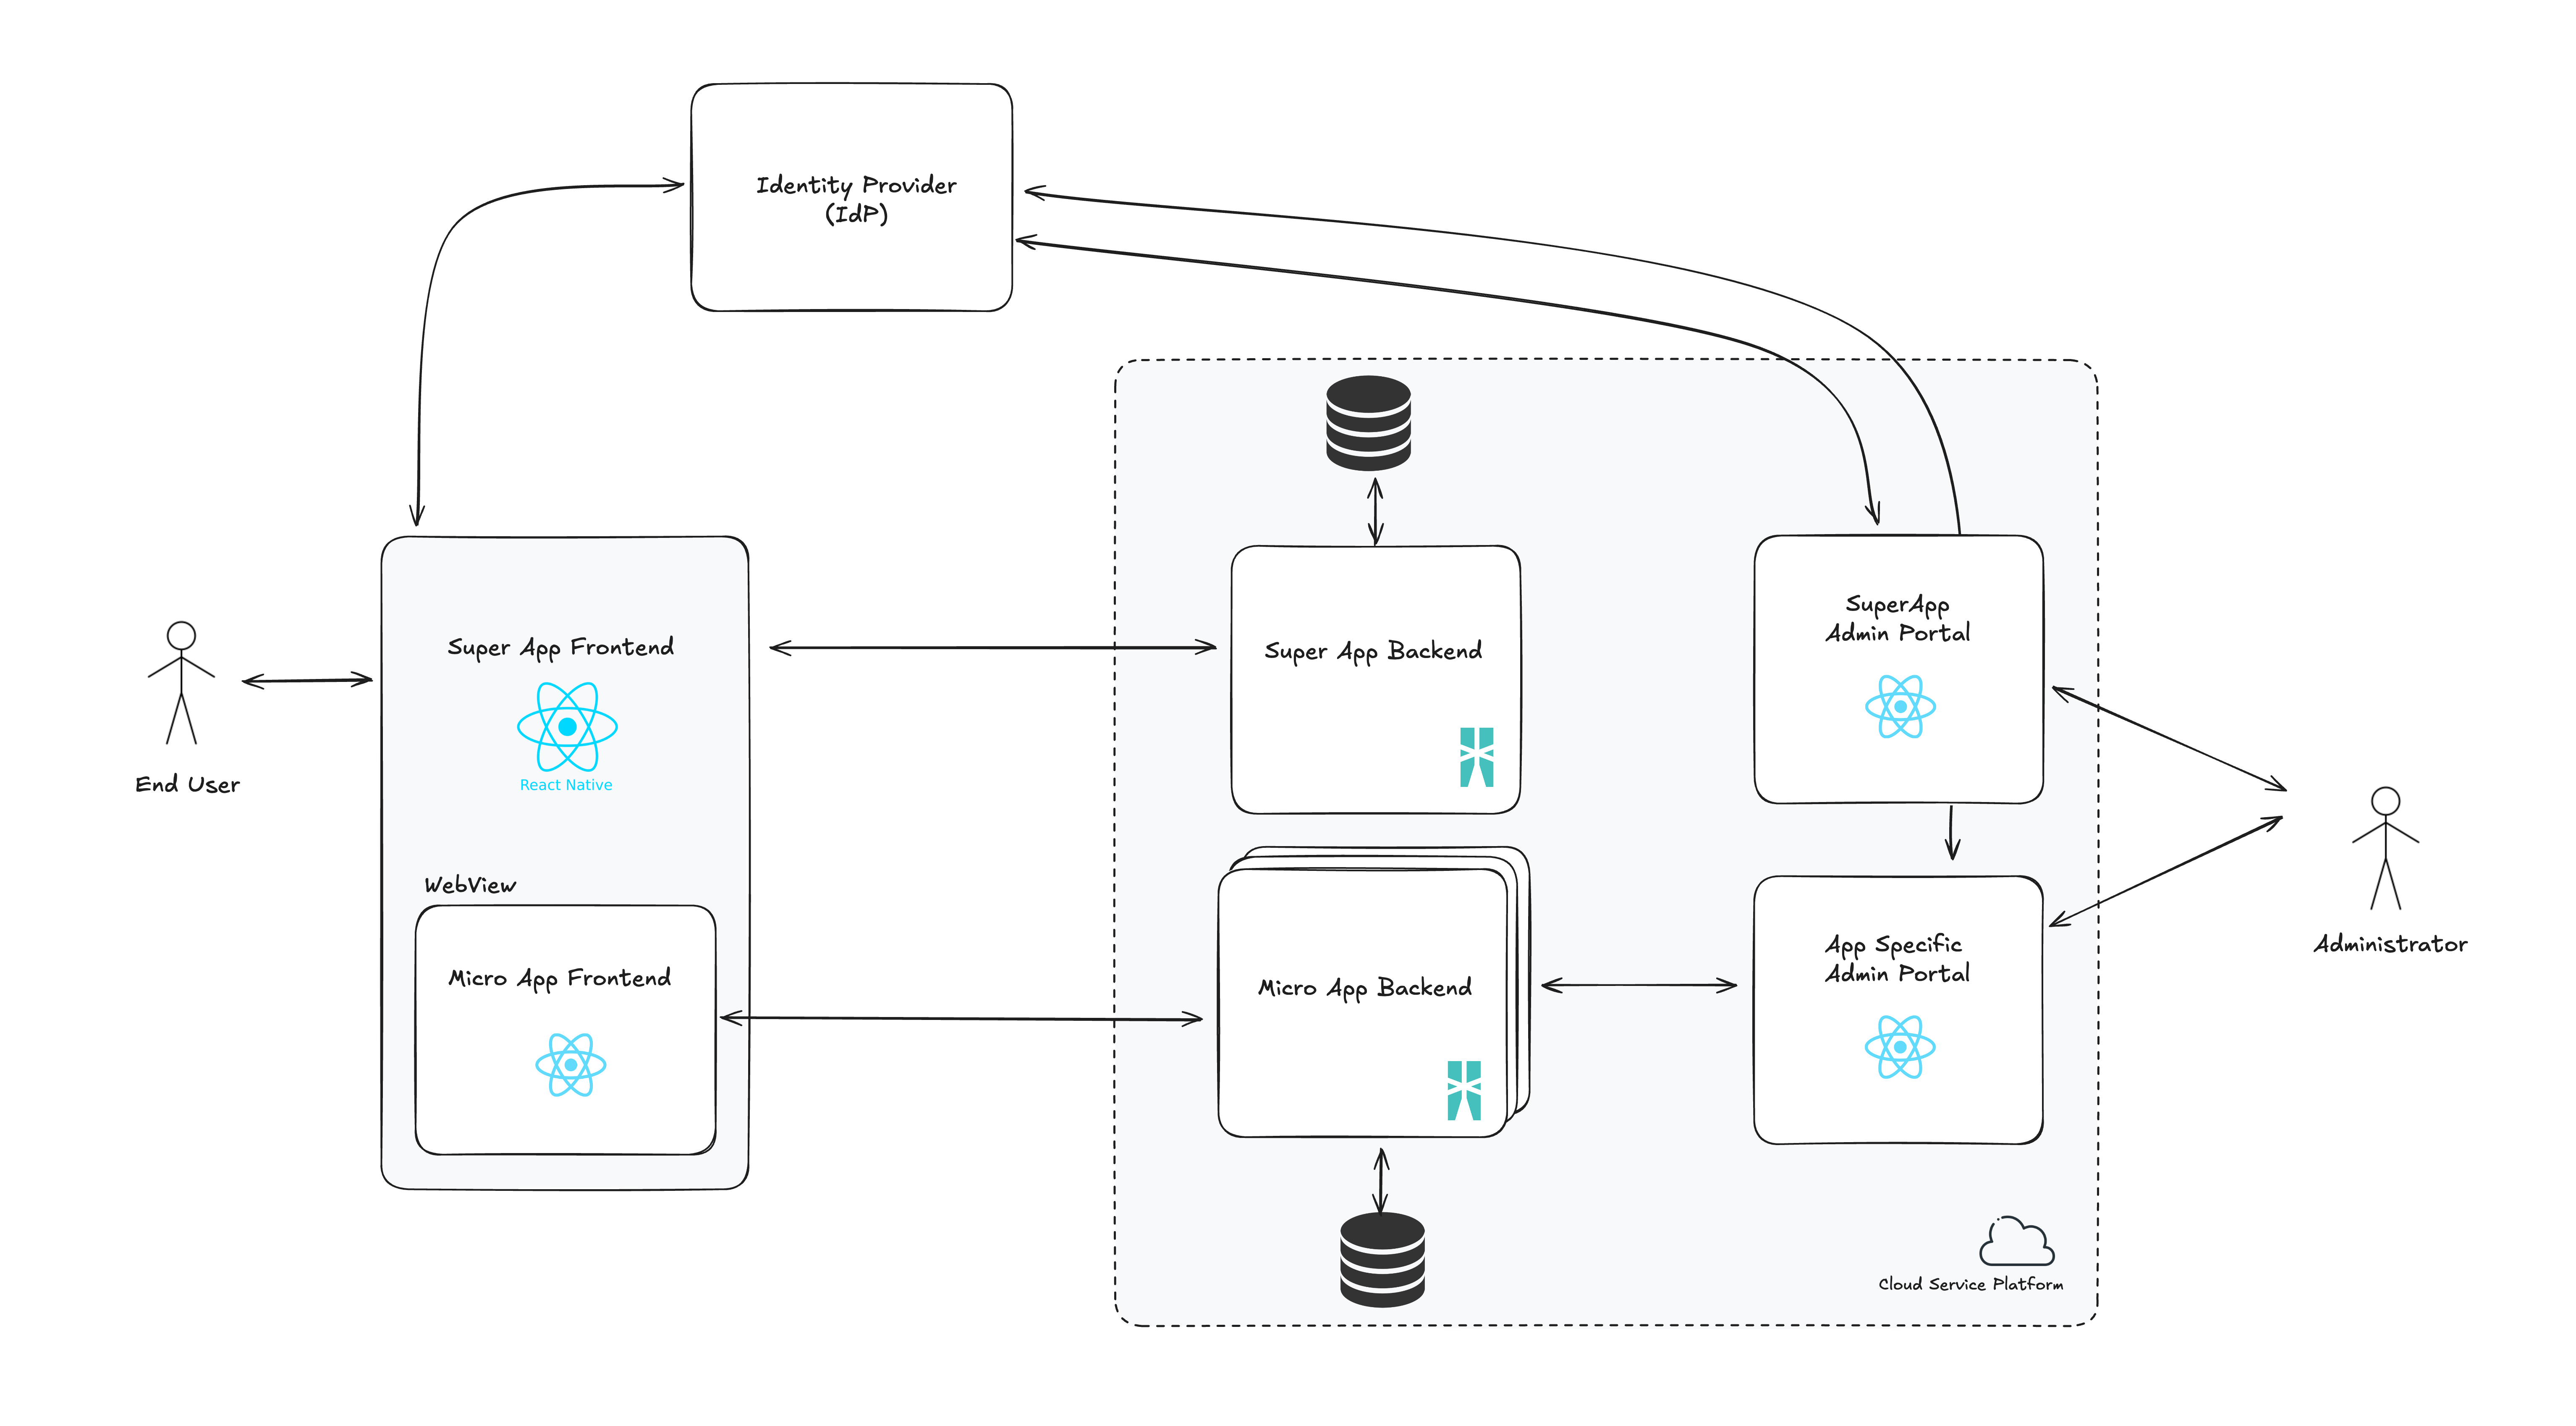 Identity Provider
(IdP)
Super App Frontend
React Native
WebView
Micro App Frontend
End User
Super App Backend
Micro App Backend
SuperApp
Admin Portal
App Specific
Admin Portal
Cloud Service Platform
Administrator